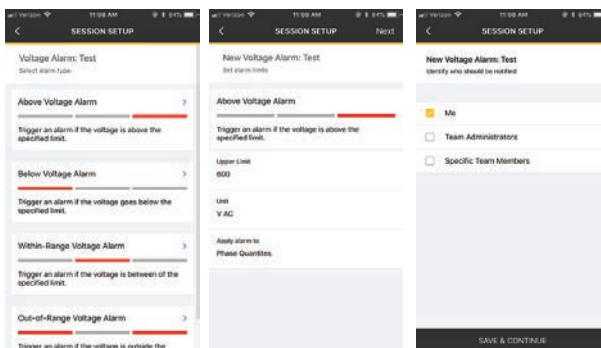 Verizon 11:08 AM 84%
SESSION SETUP
Voltage Alarm: Test
Select alarm type
Above Voltage Alarm
Trigger an alarm if the voltage is above the
specified limit.
Below Voltage Alarm
Trigger an alarm if the voltage goes below the
specified limit.
Within-Range Voltage Alarm
Trigger an alarm if the voltage is between of the
specified limit.
Out-of-Range Voltage Alarm
Trigger an alarm if the voltage is outside the
Verizon 11:08 AM 84%
SESSION SETUP Next
New Voltage Alarm: Test
Set alarm limits
Above Voltage Alarm
Trigger an alarm if the voltage is above the
specified limit.
Upper Limit
600
Unit
V AC
Apply alarm to
Phase Quantities
Verizon 11:08 AM 84%
SESSION SETUP
New Voltage Alarm: Test
Identify who should be notified
Me
Team Administrators
Specific Team Members
SAVE & CONTINUE